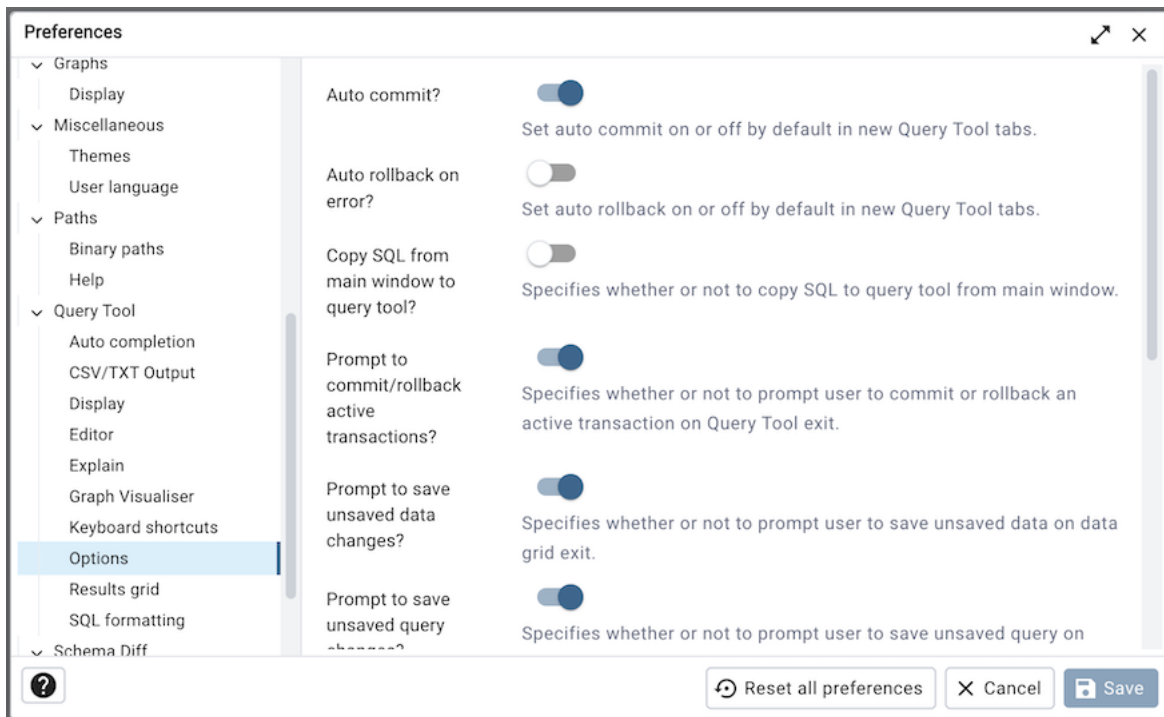 Preferences
Graphs
Display
Miscellaneous
Themes
User language
Paths
Binary paths
Help
Query Tool
Auto completion
CSV/TXT Output
Display
Editor
Explain
Graph Visualiser
Keyboard shortcuts
Options
Results grid
SQL formatting
Schema Diff
Auto commit?
Set auto commit on or off by default in new Query Tool tabs.
Auto rollback on
error?
Set auto rollback on or off by default in new Query Tool tabs.
Copy SQL from
main window to
query tool?
Specifies whether or not to copy SQL to query tool from main window.
Prompt to
commit/rollback
active
transactions?
Specifies whether or not to prompt user to commit or rollback an
active transaction on Query Tool exit.
Prompt to save
unsaved data
changes?
Specifies whether or not to prompt user to save unsaved data on data
grid exit.
Prompt to save
unsaved query
changes?
Specifies whether or not to prompt user to save unsaved query on
?
Reset all preferences
Cancel
Save